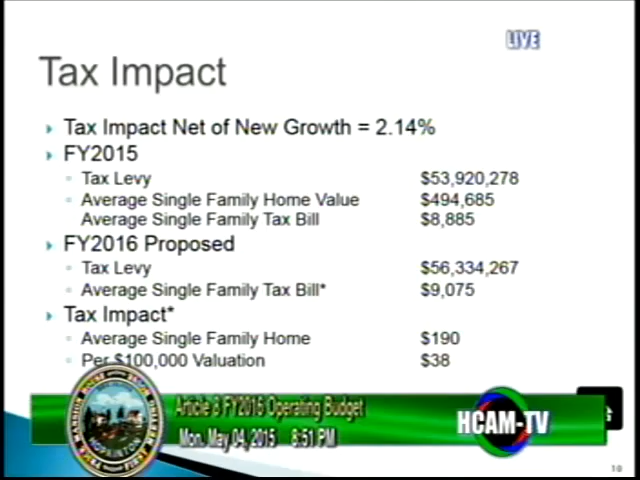 LIVE
Tax Impact
Tax Impact Net of New Growth = 2.14%
FY2015
Tax Levy $53,920,278
Average Single Family Home Value $494,685
Average Single Family Tax Bill $8,885
FY2016 Proposed
Tax Levy $56,334,267
Average Single Family Tax Bill* $9,075
Tax Impact*
Average Single Family Home $190
Per $100,000 Valuation $38
Article 8 FY2015 Operating Budget
Mon. May 04, 2015 8:51 PM
HCAM-TV
HOPKINTON
10